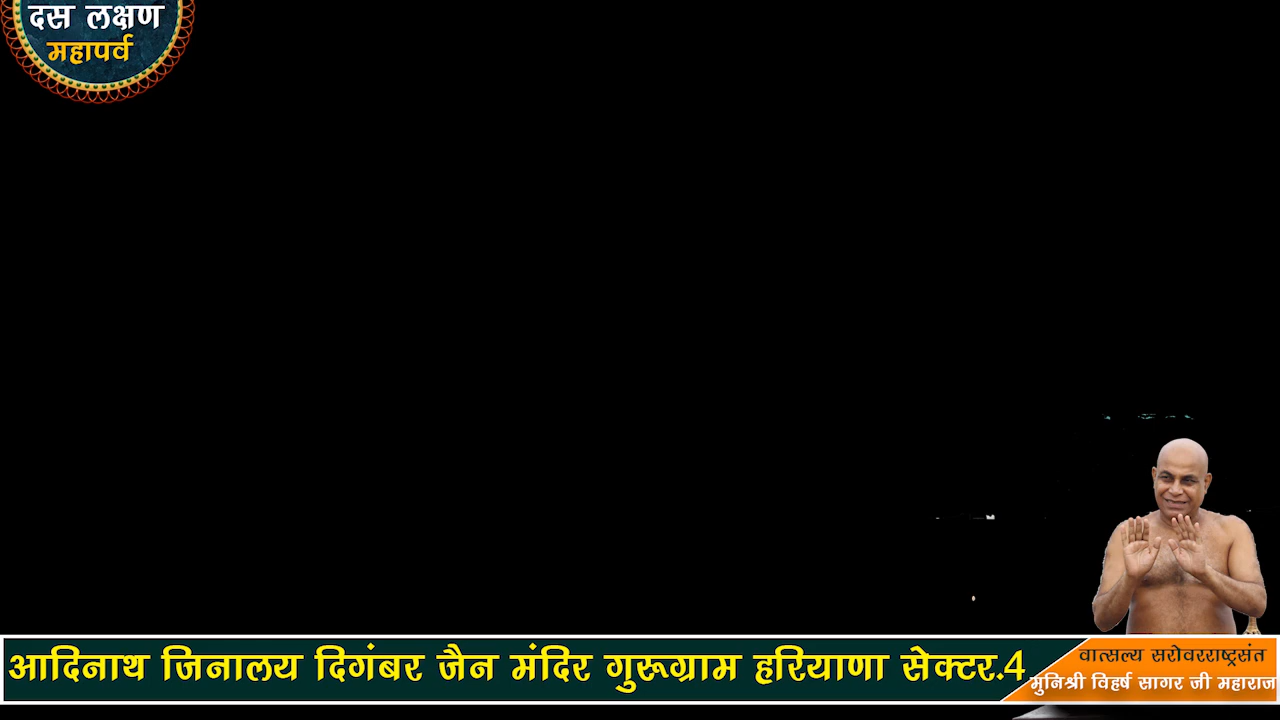 दस लक्षण
महापर्व
आदिनाथ जिनालय दिगंबर जैन मंदिर गुरूग्राम हरियाणा सेक्टर.4
वात्सल्य सरोवरराष्ट्रसंत
मुनिश्री विहर्ष सागर जी महाराज